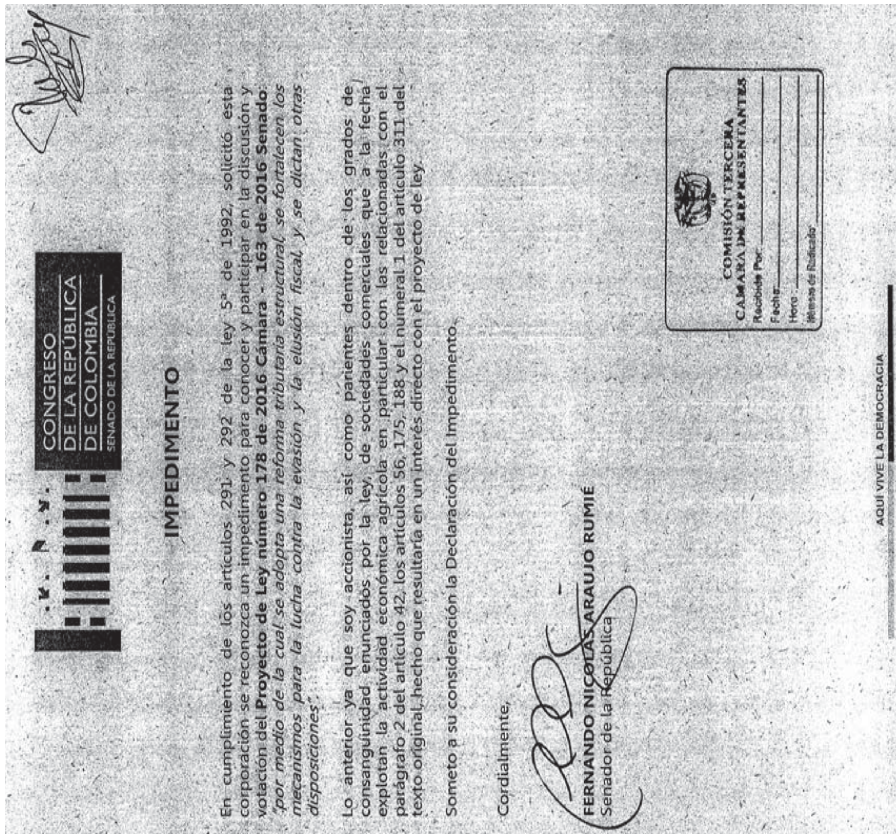 CONGRESO
DE LA REPÚBLICA
DE COLOMBIA
SENADO DE LA REPÚBLICA
IMPEDIMENTO
En cumplimiento de los artículos 291 y 292 de la ley 5ª de 1992, solicitó esta
corporación se reconozca un impedimento para conocer y participar en la discusión y
votación del Proyecto de Ley número 178 de 2016 Cámara - 163 de 2016 Senado
"por medio de la cual se adopta una reforma tributaria estructural, se fortalecen los
mecanismos para la lucha contra la evasión y la elusión fiscal, y se dictan otras
disposiciones".
Lo anterior ya que soy accionista, así como parientes dentro de los grados de
consanguinidad enunciados por la ley, de sociedades comerciales que a la fecha
explotan la actividad económica agrícola en particular con las relacionadas con el
parágrafo 2 del artículo 42, los artículos 56, 175, 188 y el numeral 1 del artículo 311 del
texto original, hecho que resultaría en un interés directo con el proyecto de ley.
Someto a su consideración la Declaración del Impedimento.
Cordialmente,
FERNANDO NICOLÁS ARAUJO RUMIÉ
Senador de la República
COMISIÓN TERCERA
CAMARA DE REPRESENTANTES
Recibido Por:
Fecha:
Hora:
AQUÍ VIVE LA DEMOCRACIA